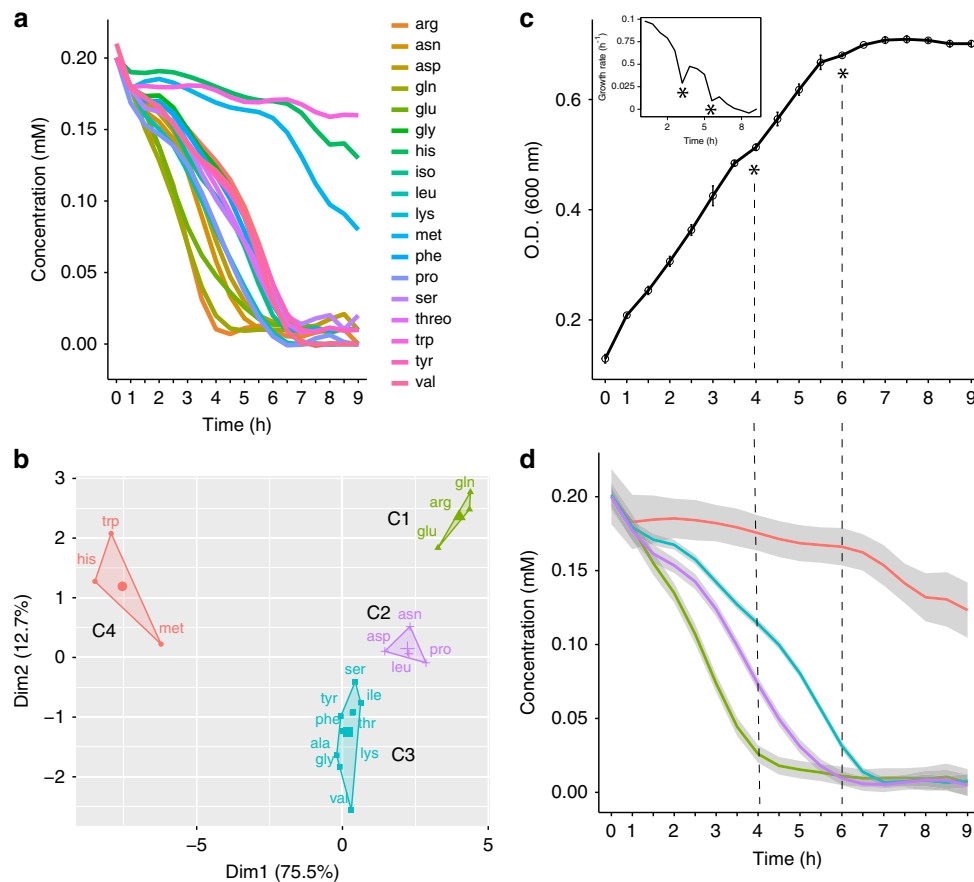 a
Concentration (mM)
0.20
0.15
0.10
0.05
0.00
0 1 2 3 4 5 6 7 8 9
Time (h)
arg
asn
asp
gln
glu
gly
his
iso
leu
lys
met
phe
pro
ser
threo
trp
tyr
val
b
Dim2 (12.7%)
3
2
1
0
−1
−2
−5 0 5
Dim1 (75.5%)
gln
arg
C1
glu
trp
his
C4
met
C2
asn
asp
pro
leu
ser
tyr
ile
phe
thr
ala
lys
gly
C3
val
c
O.D. (600 nm)
0.6
0.4
0.2
0 1 2 3 4 5 6 7 8 9
Growth rate (h⁻¹)
0.1
0.75
0.5
0.025
0
0 4 8
Time (h)
*
*
*
*
d
Concentration (mM)
0.20
0.15
0.10
0.05
0.00
0 1 2 3 4 5 6 7 8 9
Time (h)